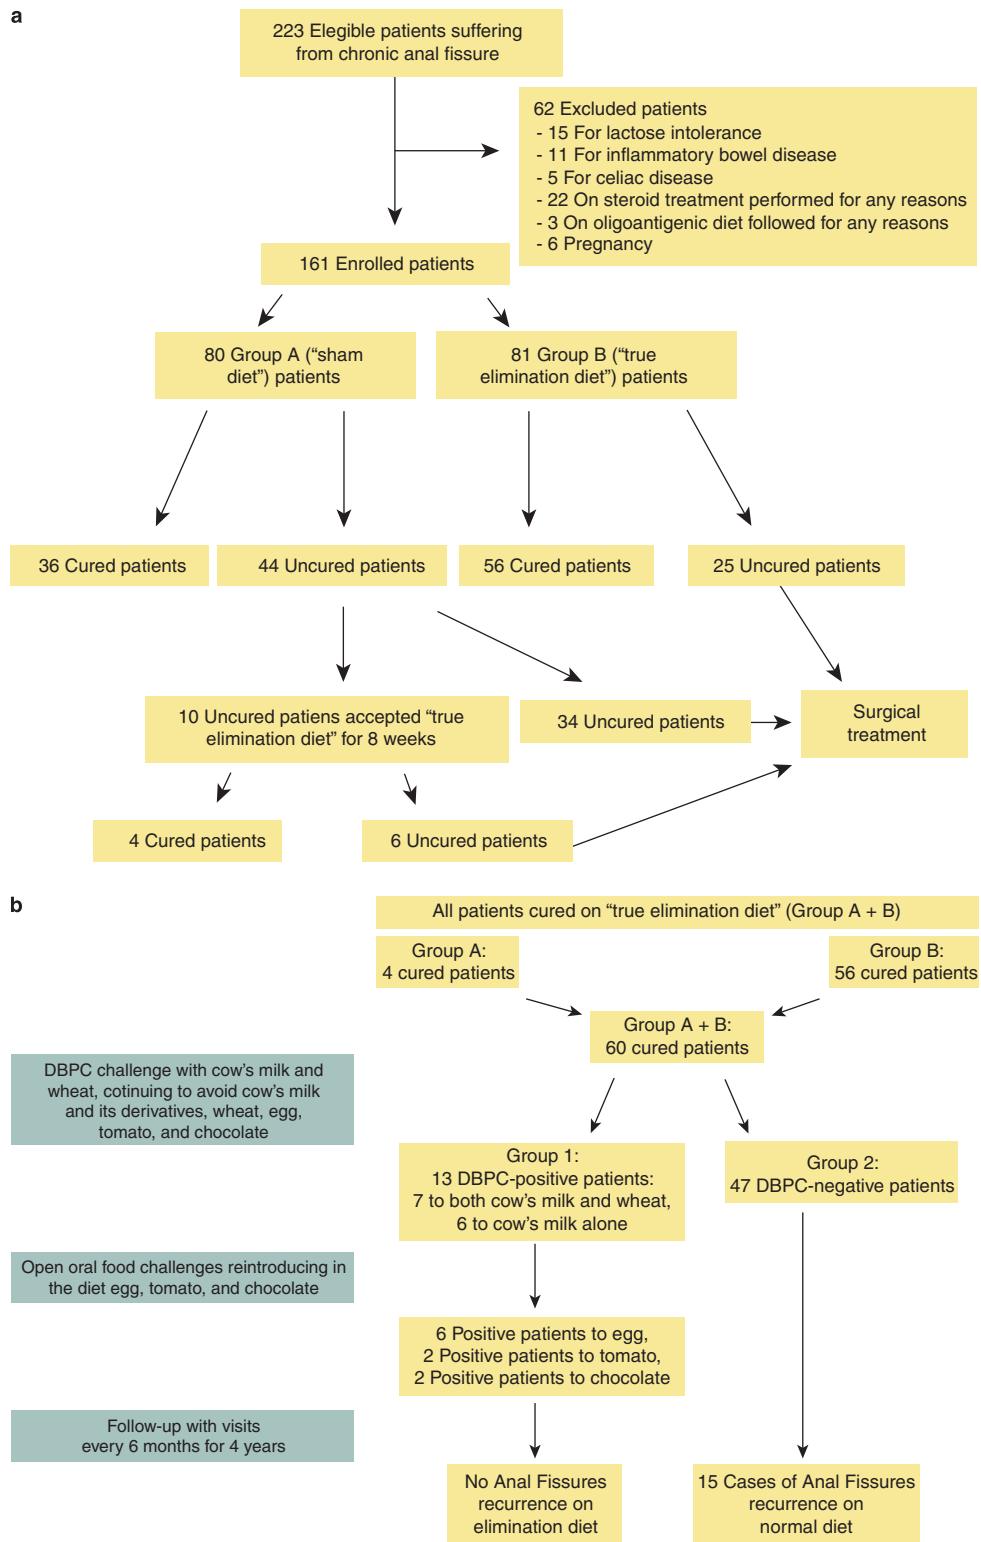 a
223 Elegible patients suffering
from chronic anal fissure
62 Excluded patients
- 15 For lactose intolerance
- 11 For inflammatory bowel disease
- 5 For celiac disease
- 22 On steroid treatment performed for any reasons
- 3 On oligoantigenic diet followed for any reasons
- 6 Pregnancy
161 Enrolled patients
80 Group A (“sham
diet”) patients
81 Group B (“true
elimination diet”) patients
36 Cured patients
44 Uncured patients
56 Cured patients
25 Uncured patients
10 Uncured patiens accepted “true
elimination diet” for 8 weeks
34 Uncured patients
Surgical
treatment
4 Cured patients
6 Uncured patients
b
All patients cured on “true elimination diet” (Group A + B)
Group A:
4 cured patients
Group B:
56 cured patients
Group A + B:
60 cured patients
DBPC challenge with cow’s milk and
wheat, cotinuing to avoid cow’s milk
and its derivatives, wheat, egg,
tomato, and chocolate
Group 1:
13 DBPC-positive patients:
7 to both cow’s milk and wheat,
6 to cow’s milk alone
Group 2:
47 DBPC-negative patients
Open oral food challenges reintroducing in
the diet egg, tomato, and chocolate
6 Positive patients to egg,
2 Positive patients to tomato,
2 Positive patients to chocolate
Follow-up with visits
every 6 months for 4 years
No Anal Fissures
recurrence on
elimination diet
15 Cases of Anal Fissures
recurrence on
normal diet